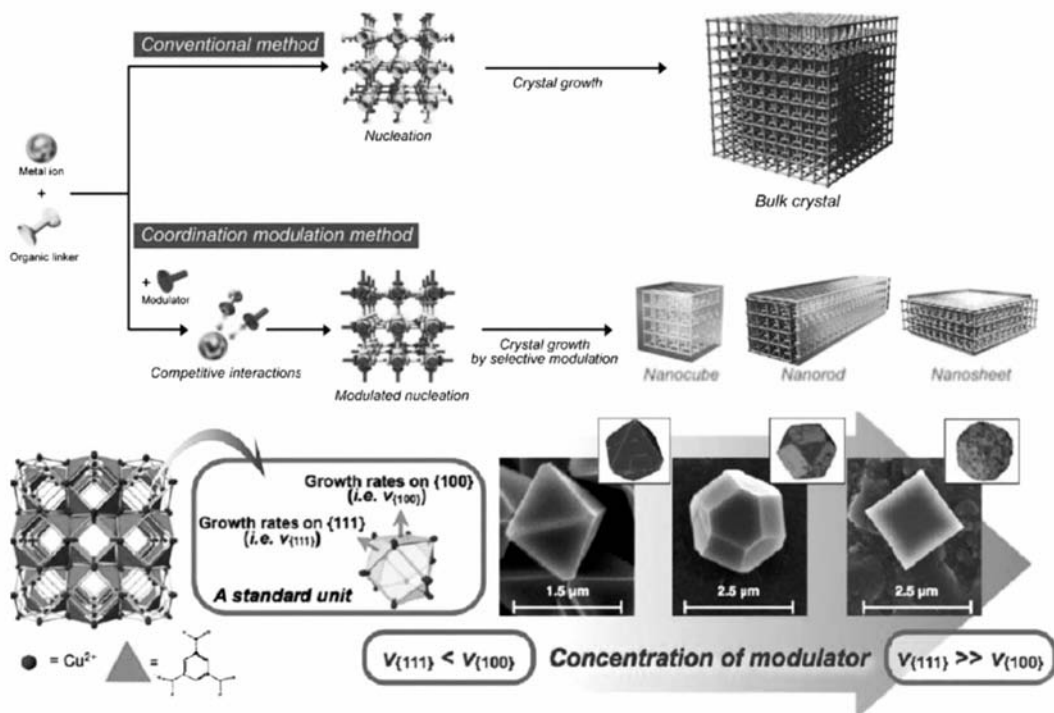 Conventional method
Nucleation
Crystal growth
Bulk crystal
Metal ion
+
Organic linker
Coordination modulation method
+
Modulator
Competitive interactions
Modulated nucleation
Crystal growth
by selective modulation
Nanocube
Nanorod
Nanosheet
Growth rates on {100}
(i.e. v{100})
Growth rates on {111}
(i.e. v{111})
A standard unit
= Cu²⁺
=
1.5 µm
2.5 µm
2.5 µm
v{111} < v{100}
Concentration of modulator
v{111} >> v{100}